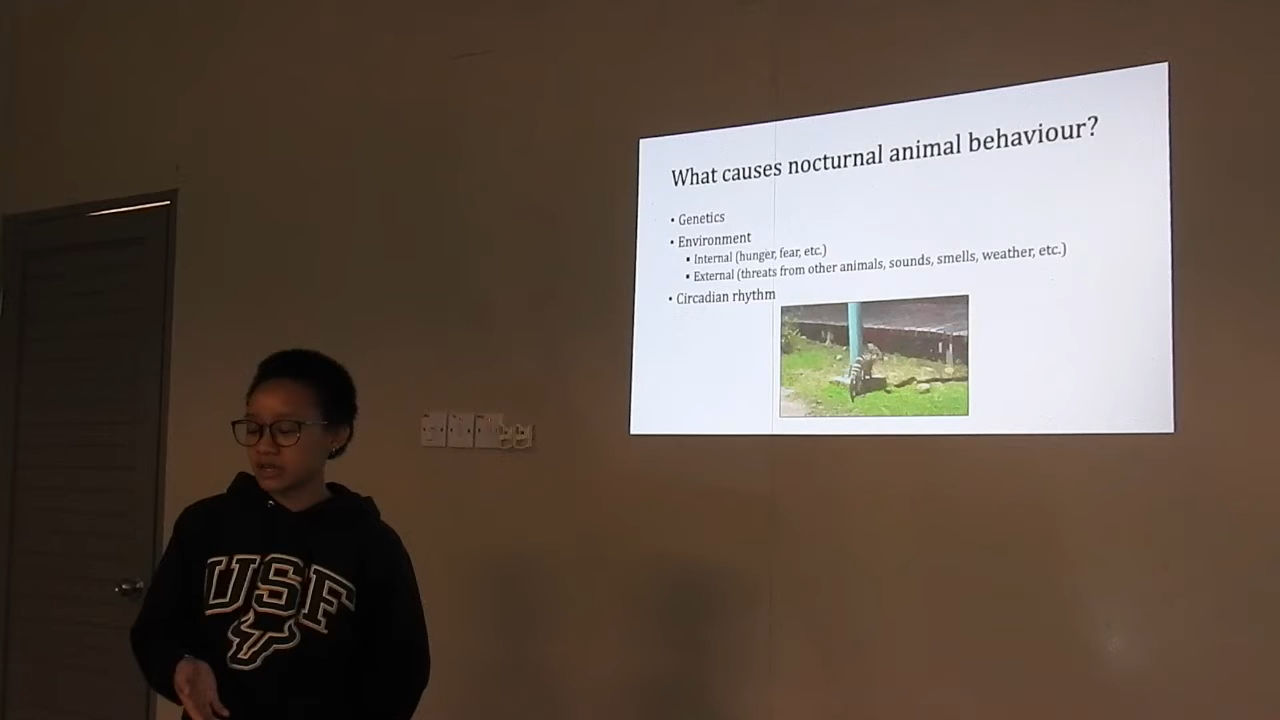 What causes nocturnal animal behaviour?
• Genetics
• Environment
▪ Internal (hunger, fear, etc.)
▪ External (threats from other animals, sounds, smells, weather, etc.)
• Circadian rhythm
USF